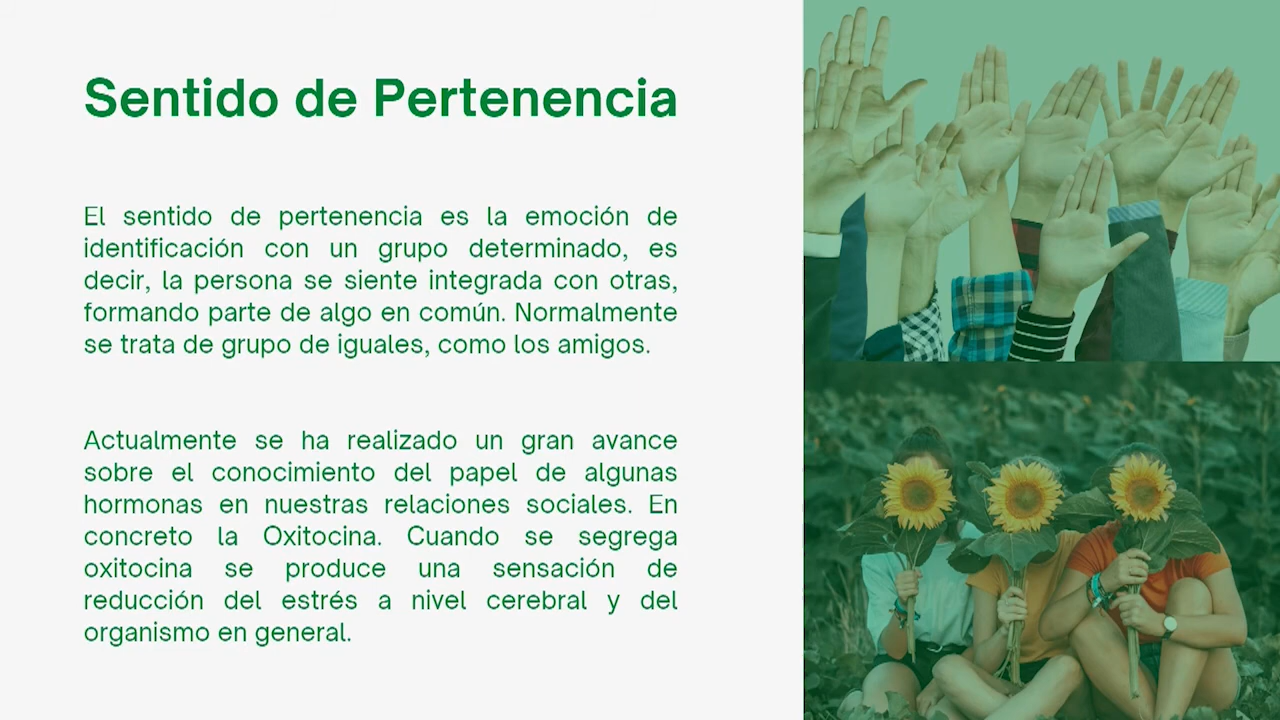 Sentido de Pertenencia
El sentido de pertenencia es la emoción de
identificación con un grupo determinado, es
decir, la persona se siente integrada con otras,
formando parte de algo en común. Normalmente
se trata de grupo de iguales, como los amigos.
Actualmente se ha realizado un gran avance
sobre el conocimiento del papel de algunas
hormonas en nuestras relaciones sociales. En
concreto la Oxitocina. Cuando se segrega
oxitocina se produce una sensación de
reducción del estrés a nivel cerebral y del
organismo en general.